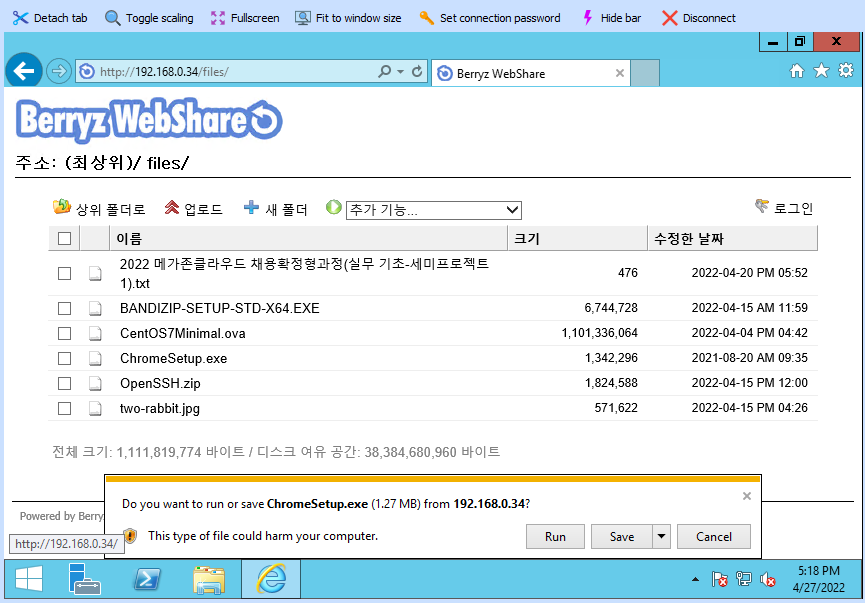 Detach tab Toggle scaling Fullscreen Fit to window size Set connection password Hide bar Disconnect
http://192.168.0.34/files/ Berryz WebShare
Berryz WebShare
주소: (최상위)/ files/
상위 폴더로 업로드 새 폴더 추가 기능... 로그인
이름 크기 수정한 날짜
2022 메가존클라우드 채용확정형과정(실무 기초-세미프로젝트
1).txt 476 2022-04-20 PM 05:52
BANDIZIP-SETUP-STD-X64.EXE 6,744,728 2022-04-15 AM 11:59
CentOS7Minimal.ova 1,101,336,064 2022-04-04 PM 04:42
ChromeSetup.exe 1,342,296 2021-08-20 AM 09:35
OpenSSH.zip 1,824,588 2022-04-15 PM 12:00
two-rabbit.jpg 571,622 2022-04-15 PM 04:26
전체 크기: 1,111,819,774 바이트 / 디스크 여유 공간: 38,384,680,960 바이트
Do you want to run or save ChromeSetup.exe (1.27 MB) from 192.168.0.34?
Powered by Berry
This type of file could harm your computer. Run Save Cancel
http://192.168.0.34/
5:18 PM
4/27/2022